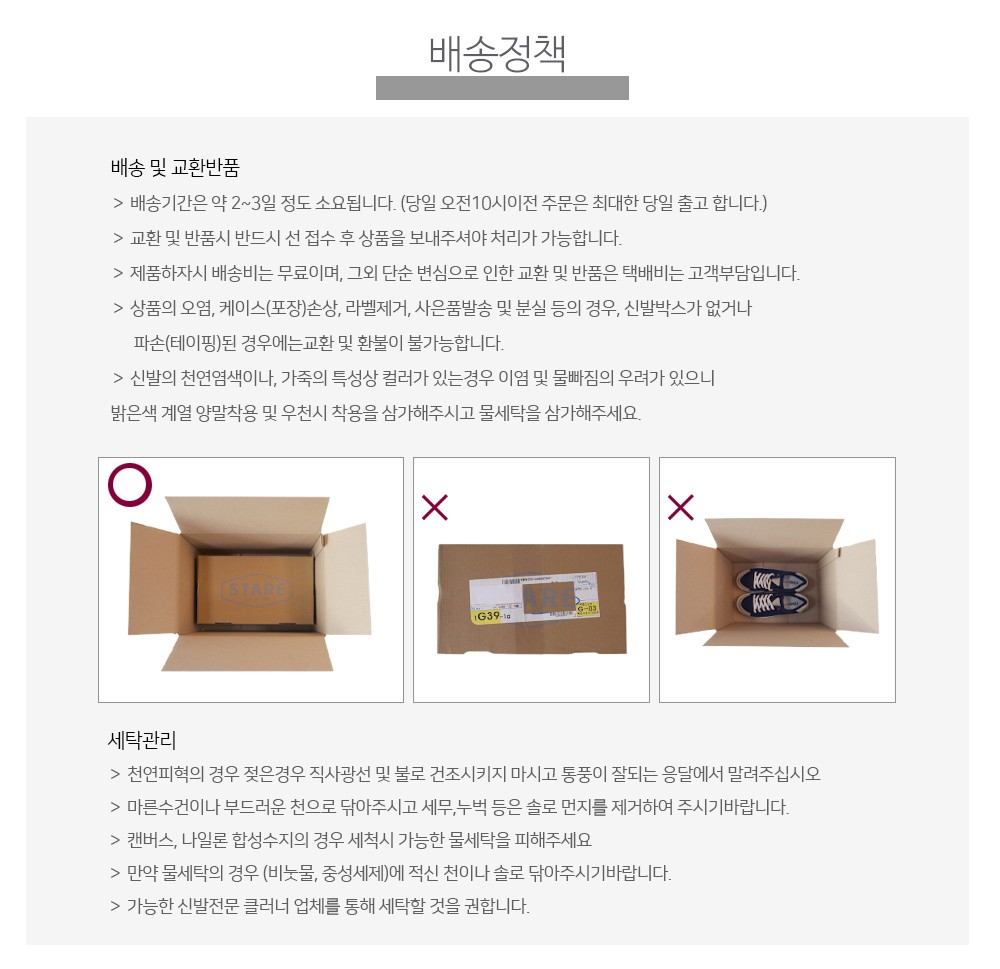 배송정책
배송 및 교환반품
> 배송기간은 약 2~3일 정도 소요됩니다. (당일 오전10시이전 주문은 최대한 당일 출고 합니다.)
> 교환 및 반품시 반드시 선 접수 후 상품을 보내주셔야 처리가 가능합니다.
> 제품하자시 배송비는 무료이며, 그외 단순 변심으로 인한 교환 및 반품은 택배비는 고객부담입니다.
> 상품의 오염, 케이스(포장)손상, 라벨제거, 사은품발송 및 분실 등의 경우, 신발박스가 없거나
파손(테이핑)된 경우에는교환 및 환불이 불가능합니다.
> 신발의 천연염색이나, 가죽의 특성상 컬러가 있는경우 이염 및 물빠짐의 우려가 있으니
밝은색 계열 양말착용 및 우천시 착용을 삼가해주시고 물세탁을 삼가해주세요.
STARE
ARE
G39-1a
G-03
세탁관리
> 천연피혁의 경우 젖은경우 직사광선 및 불로 건조시키지 마시고 통풍이 잘되는 응달에서 말려주십시오
> 마른수건이나 부드러운 천으로 닦아주시고 세무,누벅 등은 솔로 먼지를 제거하여 주시기바랍니다.
> 캔버스, 나일론 합성수지의 경우 세척시 가능한 물세탁을 피해주세요
> 만약 물세탁의 경우 (비눗물, 중성세제)에 적신 천이나 솔로 닦아주시기바랍니다.
> 가능한 신발전문 클러너 업체를 통해 세탁할 것을 권합니다.